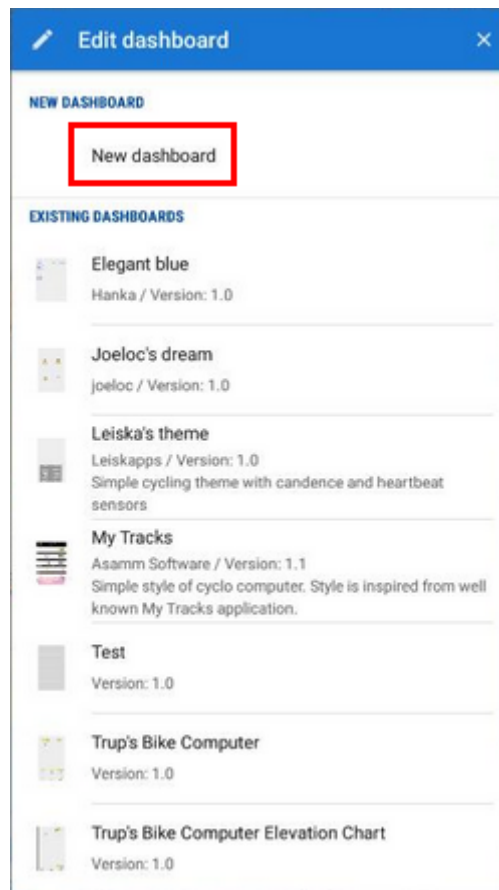 Edit dashboard
NEW DASHBOARD
New dashboard
EXISTING DASHBOARDS
Elegant blue
Hanka / Version: 1.0
Joeloc's dream
joeloc / Version: 1.0
Leiska's theme
Leiskapps / Version: 1.0
Simple cycling theme with candence and heartbeat
sensors
My Tracks
Asamm Software / Version: 1.1
Simple style of cyclo computer. Style is inspired from well
known My Tracks application.
Test
Version: 1.0
Trup's Bike Computer
Version: 1.0
Trup's Bike Computer Elevation Chart
Version: 1.0